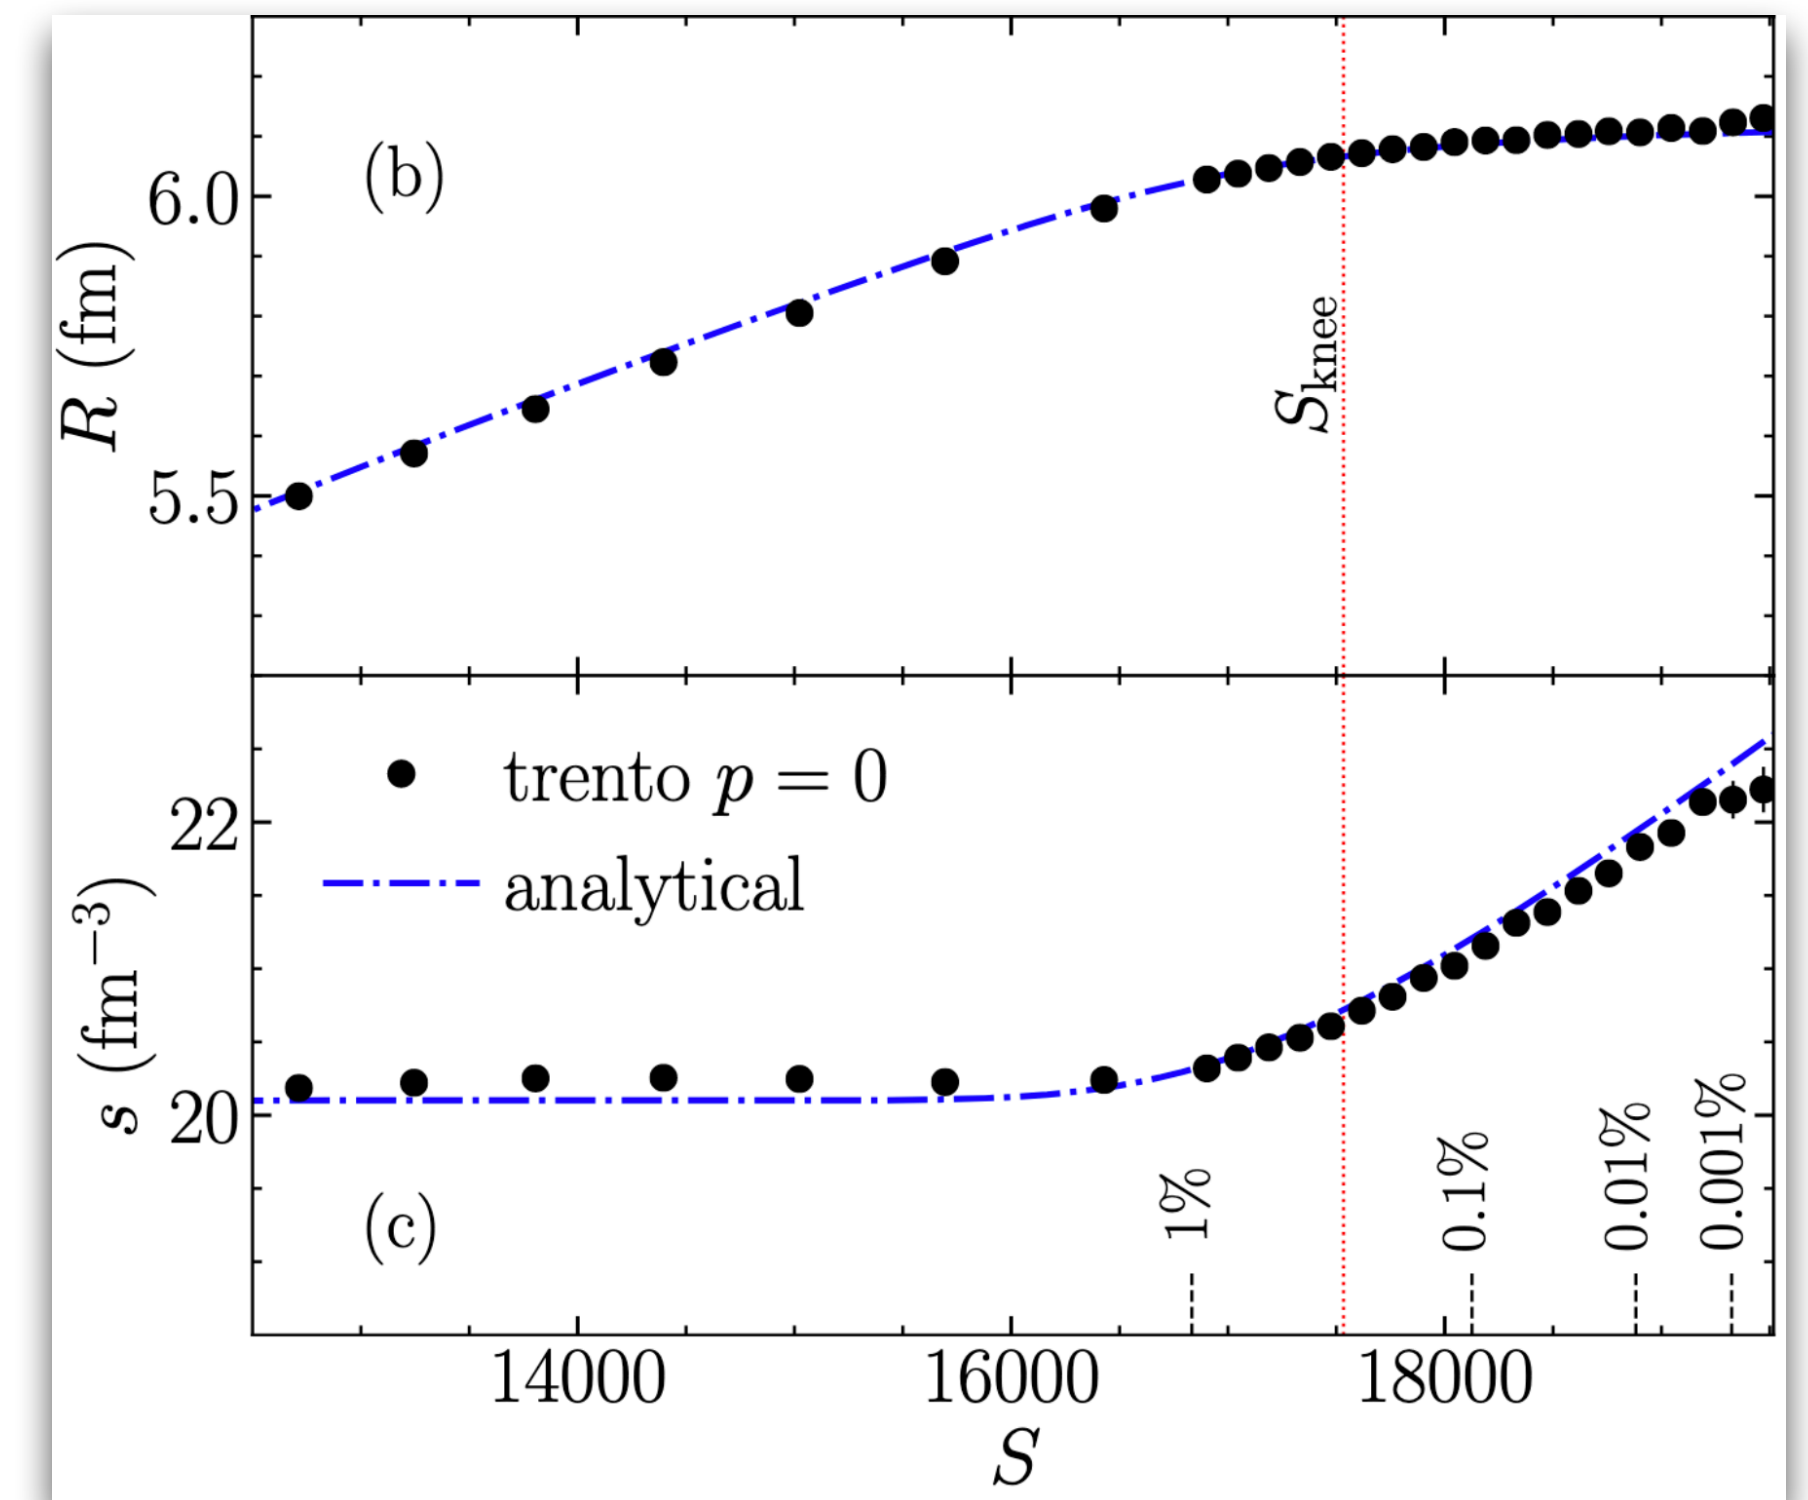 (b)
6.0
5.5
R (fm)
S_knee
trento p = 0
analytical
22
20
s (fm⁻³)
(c)
1%
0.1%
0.01%
0.001%
14000 16000 18000
S